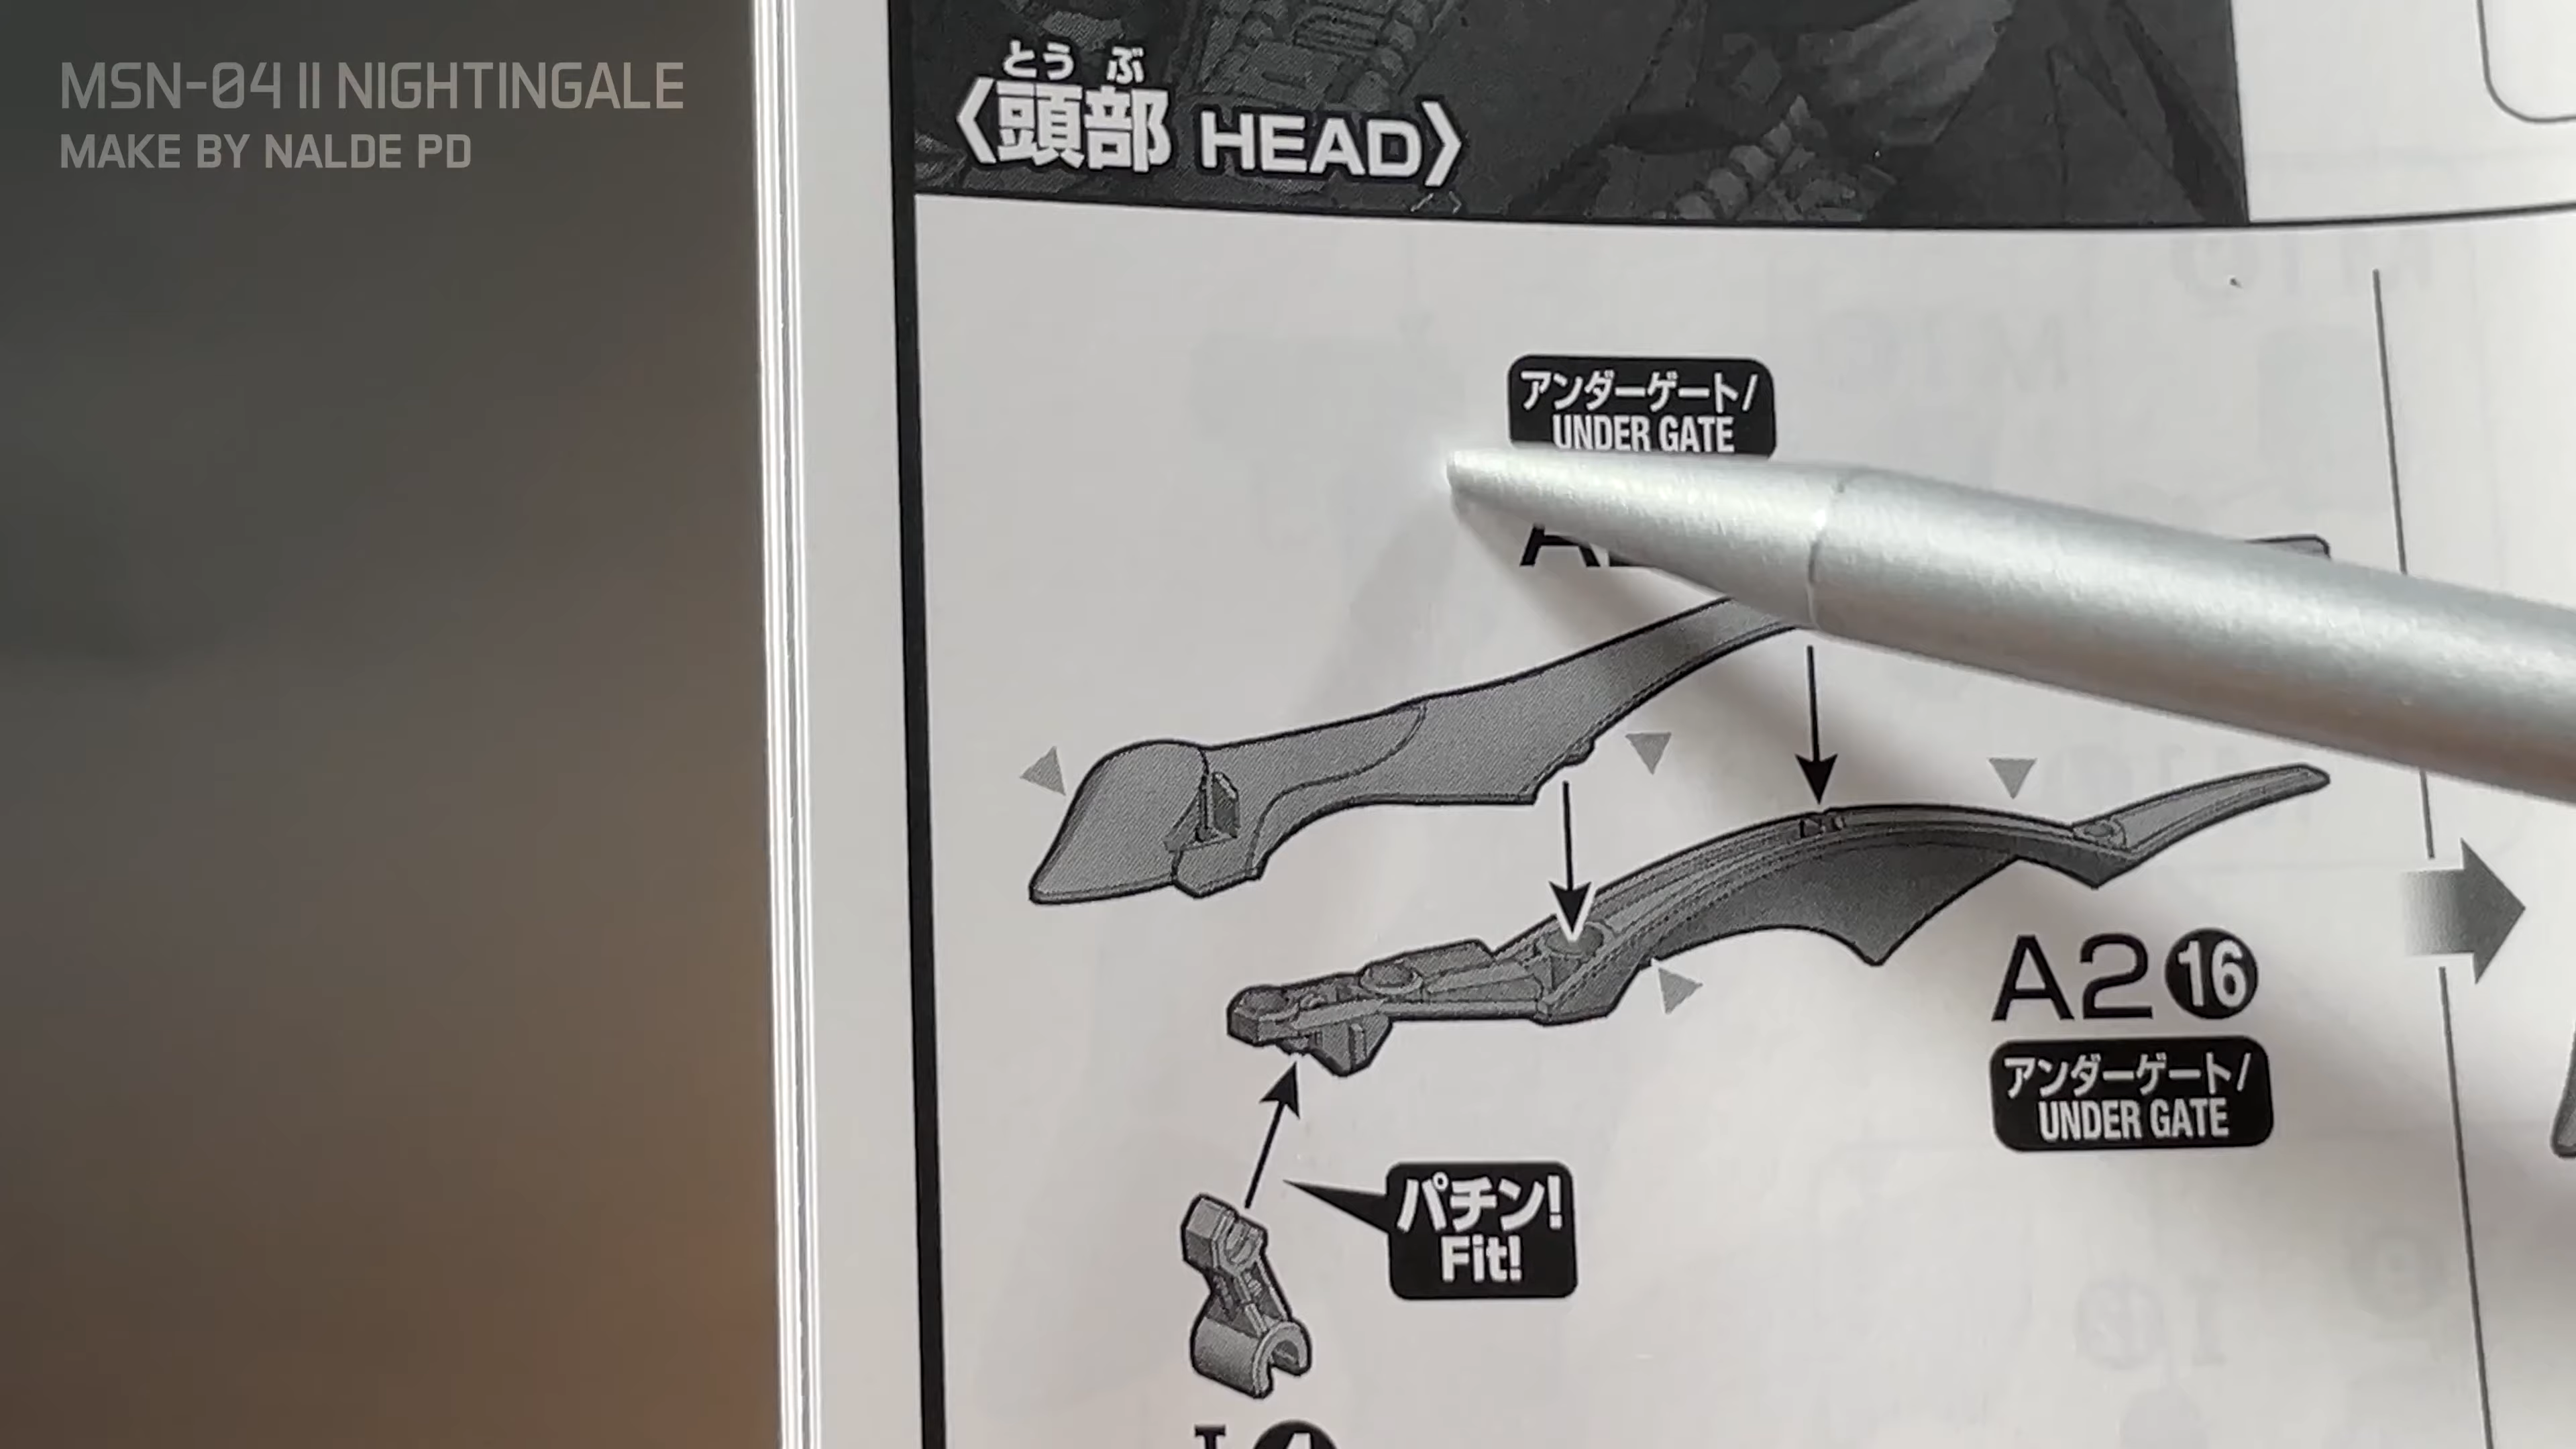 MSN-04 II NIGHTINGALE
MAKE BY NALDE PD
とう ぶ
〈頭部 HEAD〉
アンダーゲート/
UNDER GATE
A2 16
アンダーゲート/
UNDER GATE
パチン!
Fit!